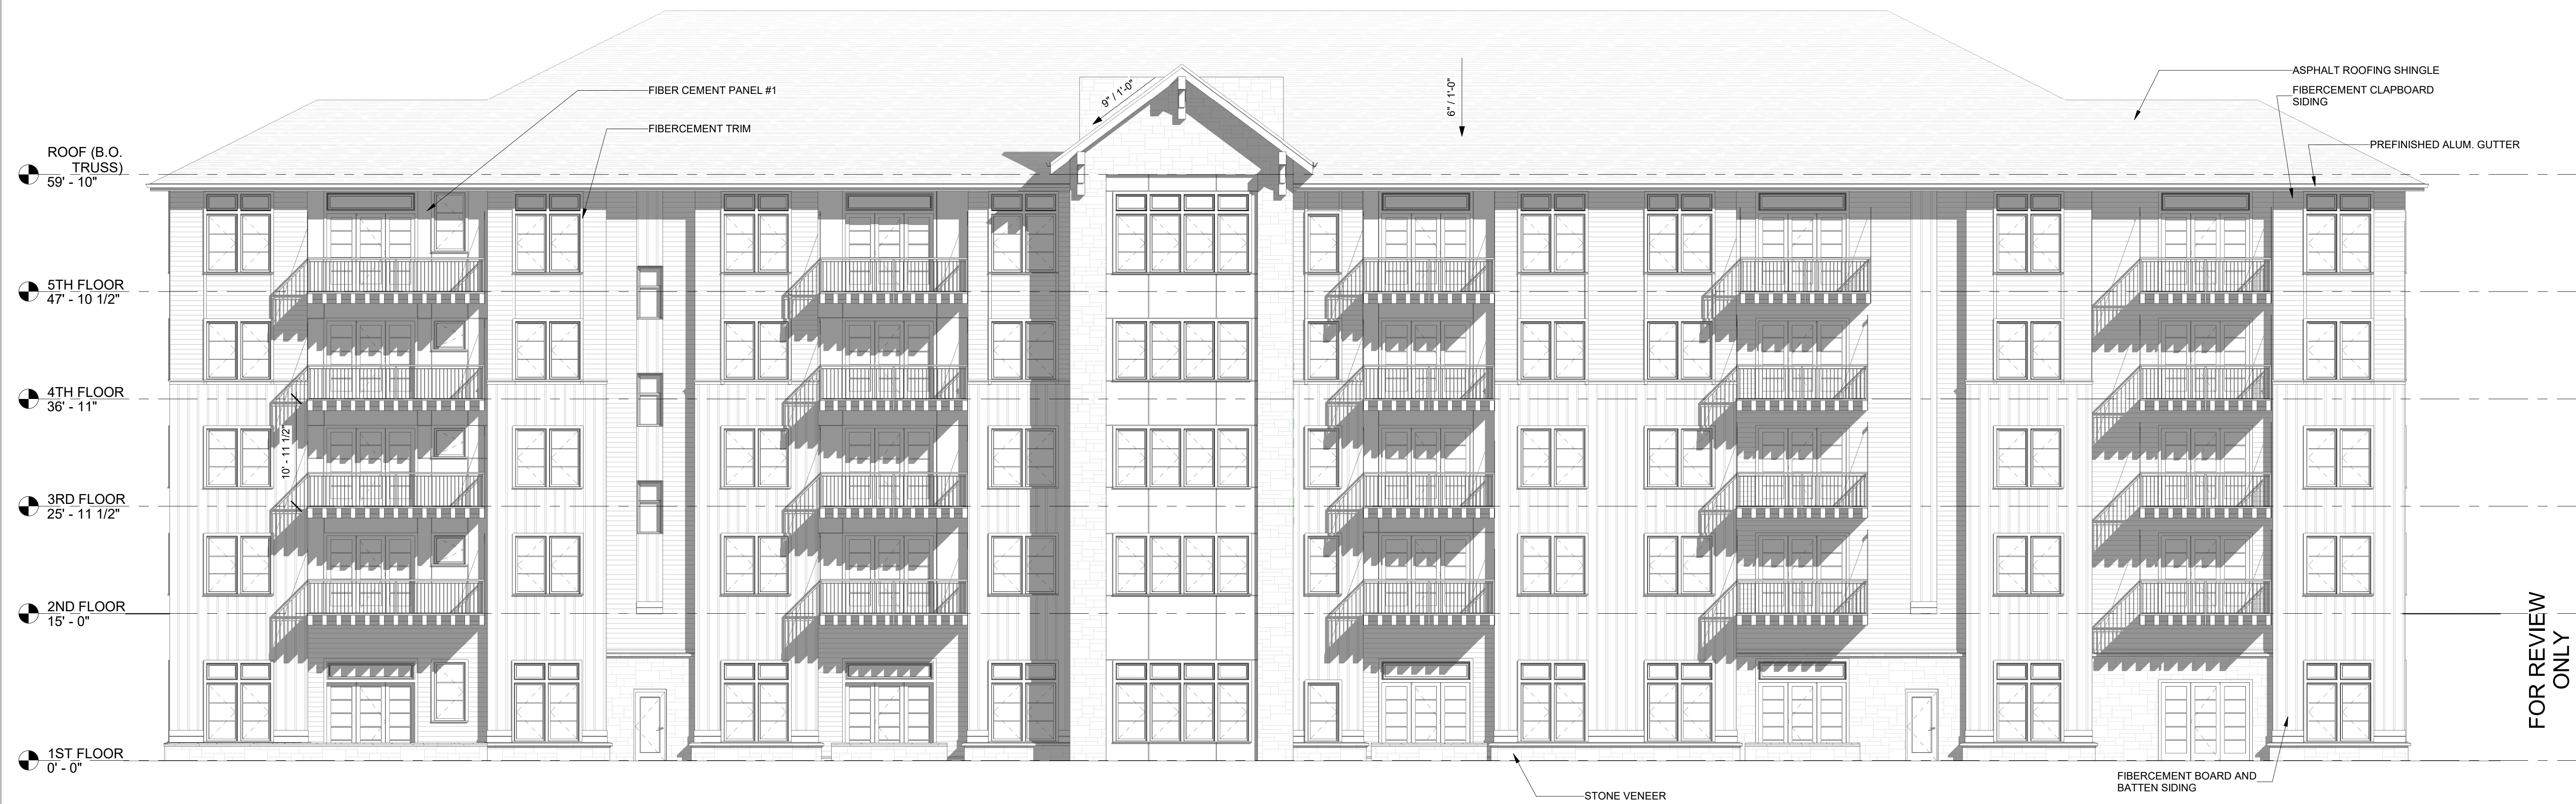 ASPHALT ROOFING SHINGLE
FIBER CEMENT PANEL #1
9" / 1'-0"
6" / 1'-0"
FIBERCEMENT CLAPBOARD
SIDING
FIBERCEMENT TRIM
PREFINISHED ALUM. GUTTER
ROOF (B.O.
TRUSS)
59' - 10"
5TH FLOOR
47' - 10 1/2"
4TH FLOOR
36' - 11"
10' - 11 1/2"
3RD FLOOR
25' - 11 1/2"
2ND FLOOR
15' - 0"
FOR REVIEW
ONLY
1ST FLOOR
0' - 0"
FIBERCEMENT BOARD AND
BATTEN SIDING
STONE VENEER